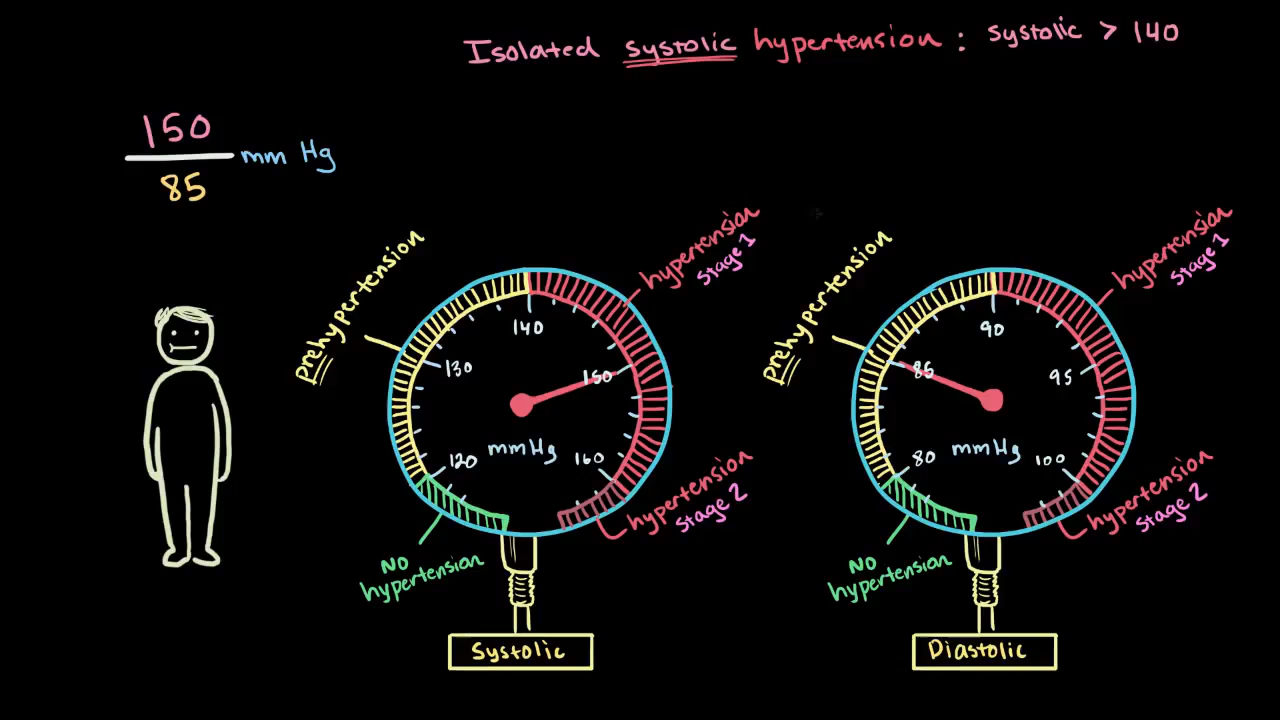 Isolated systolic hypertension: systolic > 140
150
85
mm Hg
prehypertension
hypertension
stage 1
140
130
150
120
160
mmHg
hypertension
stage 2
NO
hypertension
Systolic
prehypertension
hypertension
stage 1
90
85
95
80
100
mmHg
hypertension
stage 2
NO
hypertension
Diastolic